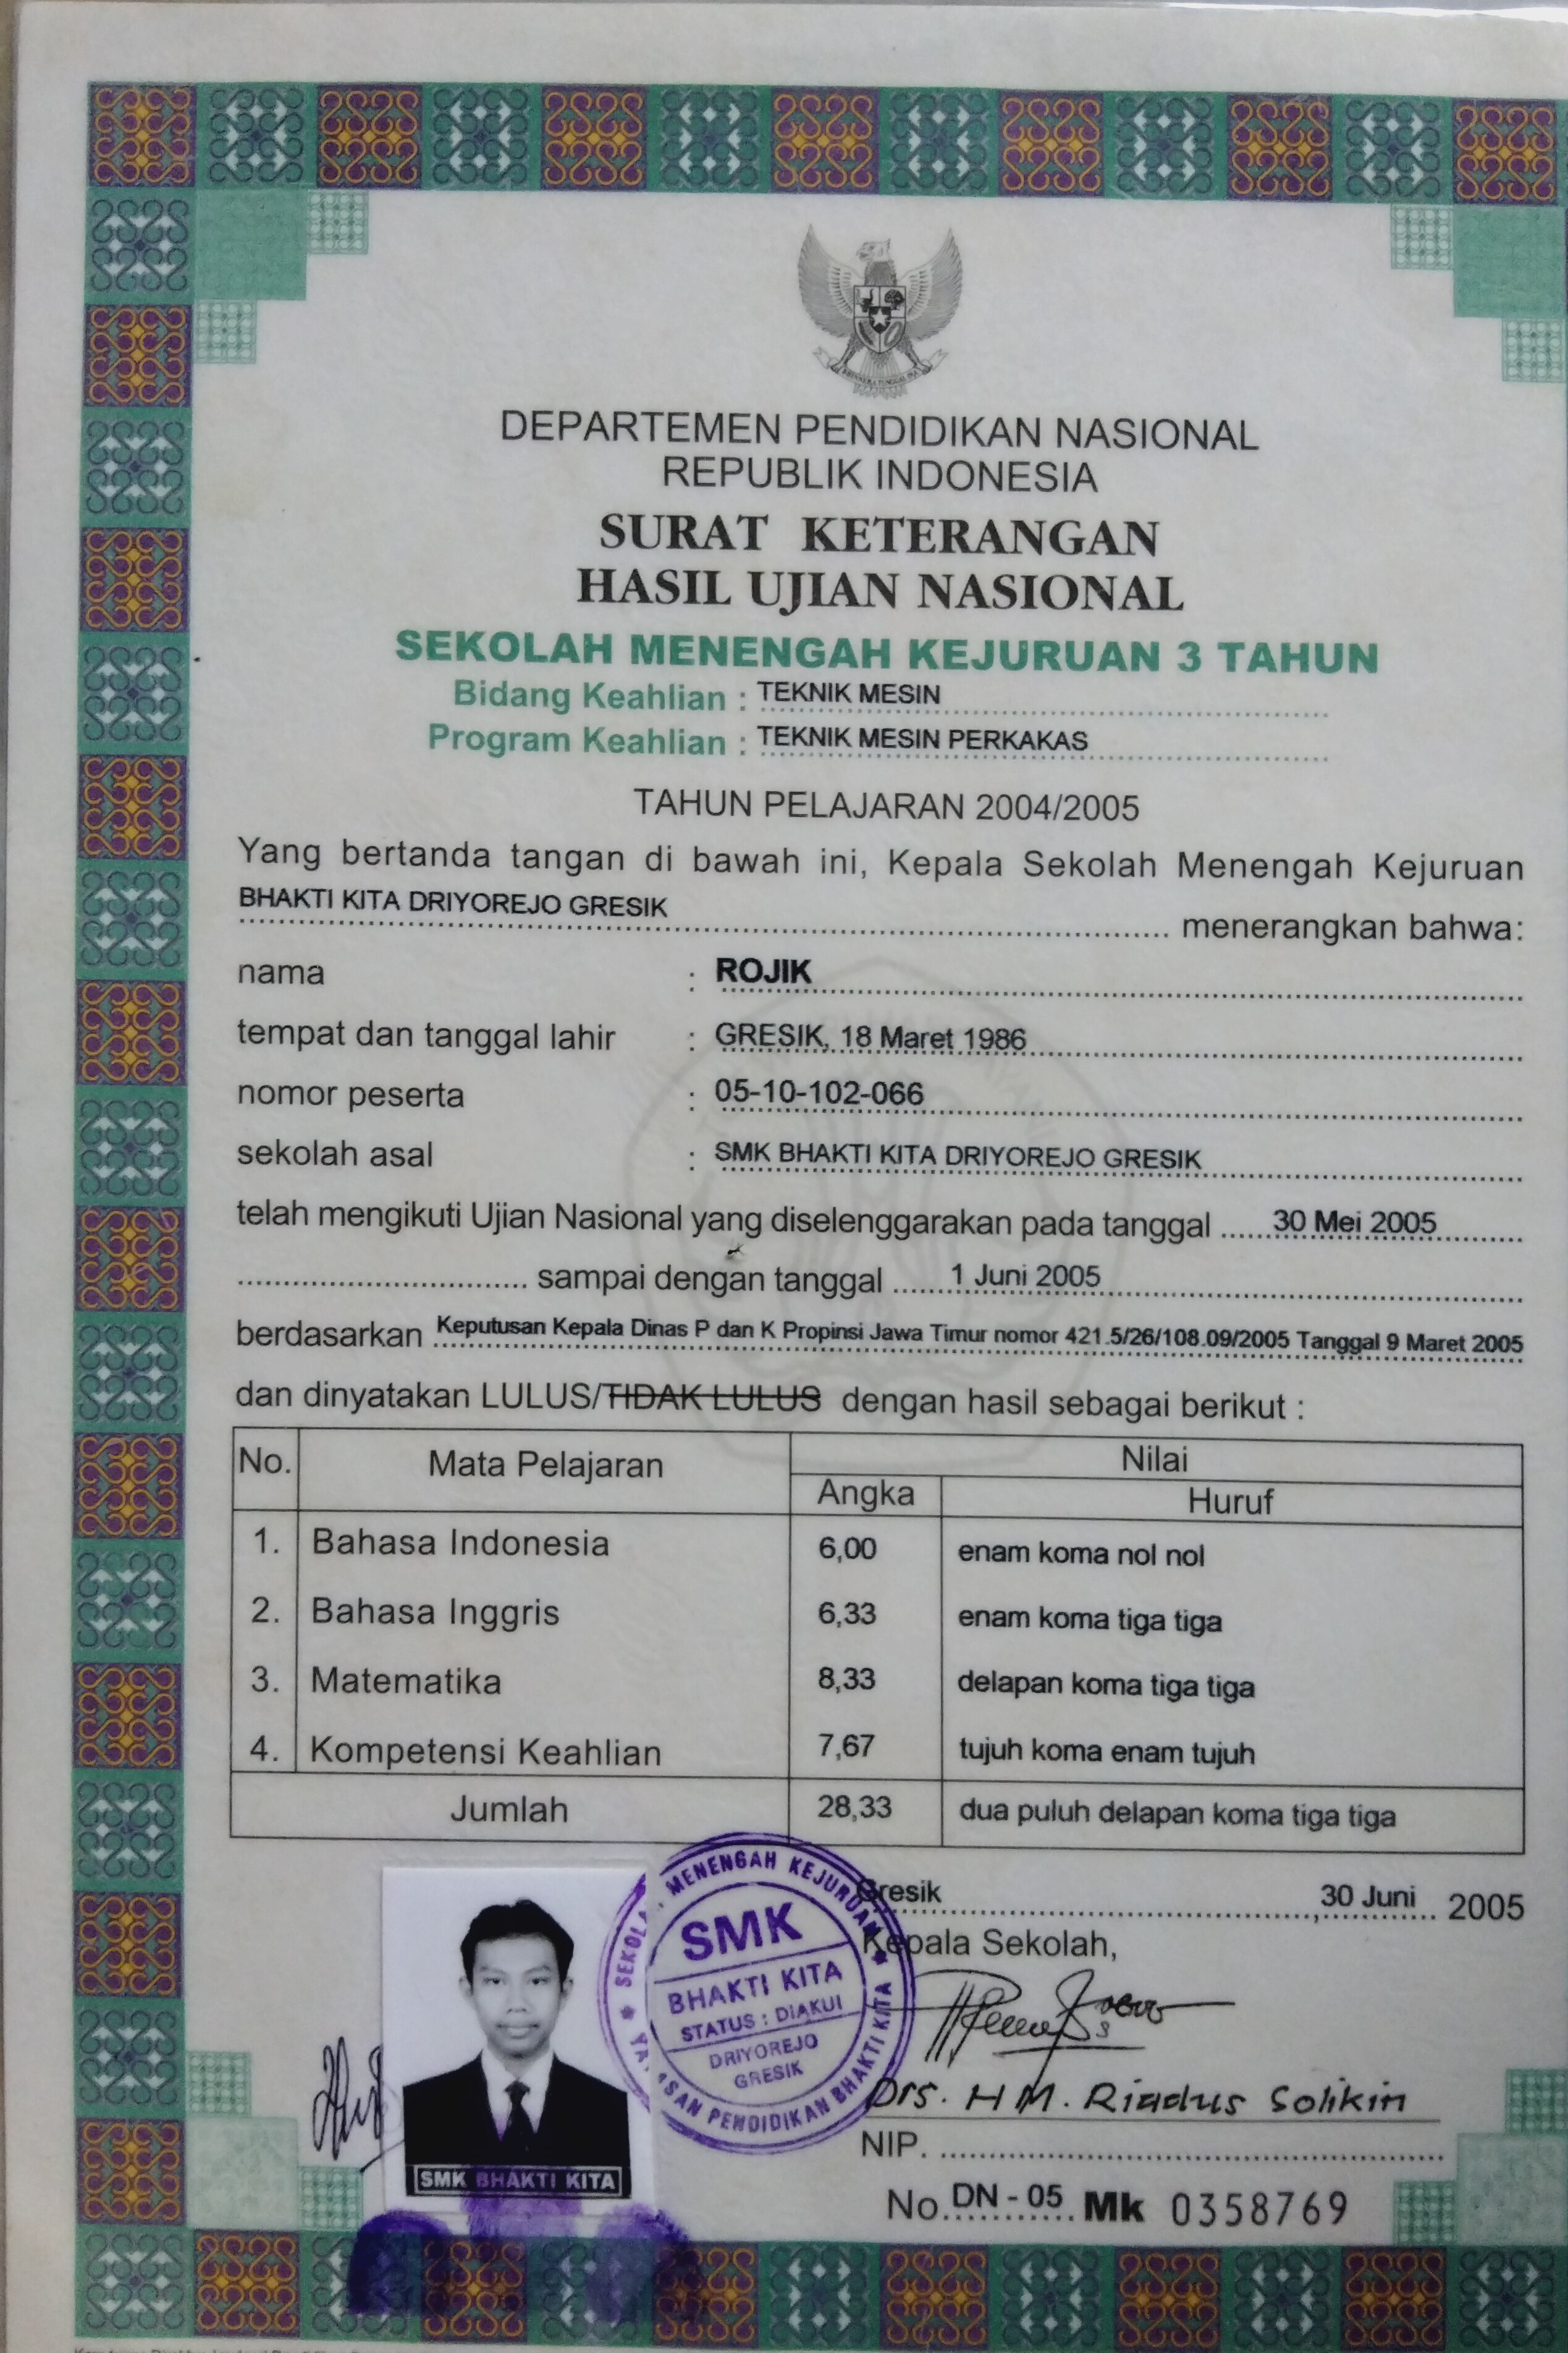 DEPARTEMEN PENDIDIKAN NASIONAL
REPUBLIK INDONESIA
SURAT KETERANGAN
HASIL UJIAN NASIONAL
SEKOLAH MENENGAH KEJURUAN 3 TAHUN
Bidang Keahlian : TEKNIK MESIN
Program Keahlian : TEKNIK MESIN PERKAKAS
TAHUN PELAJARAN 2004/2005
Yang bertanda tangan di bawah ini, Kepala Sekolah Menengah Kejuruan
BHAKTI KITA DRIYOREJO GRESIK menerangkan bahwa:
nama : ROJIK
tempat dan tanggal lahir : GRESIK, 18 Maret 1986
nomor peserta : 05-10-102-066
sekolah asal : SMK BHAKTI KITA DRIYOREJO GRESIK
telah mengikuti Ujian Nasional yang diselenggarakan pada tanggal 30 Mei 2005
sampai dengan tanggal 1 Juni 2005
berdasarkan Keputusan Kepala Dinas P dan K Propinsi Jawa Timur nomor 421.5/26/108.09/2005 Tanggal 9 Maret 2005
dan dinyatakan LULUS/TIDAK LULUS dengan hasil sebagai berikut :
No. Mata Pelajaran Nilai
Angka Huruf
1. Bahasa Indonesia 6,00 enam koma nol nol
2. Bahasa Inggris 6,33 enam koma tiga tiga
3. Matematika 8,33 delapan koma tiga tiga
4. Kompetensi Keahlian 7,67 tujuh koma enam tujuh
Jumlah 28,33 dua puluh delapan koma tiga tiga
Gresik, 30 Juni 2005
Kepala Sekolah,
MENENGAH KEJURUAN
SMK
BHAKTI KITA
STATUS : DIAKUI
DRIYOREJO
GRESIK
PENDIDIKAN BHAKTI KITA
Drs. H M. Riadus Solikin
NIP.
SMK BHAKTI KITA
No. DN - 05 Mk 0358769